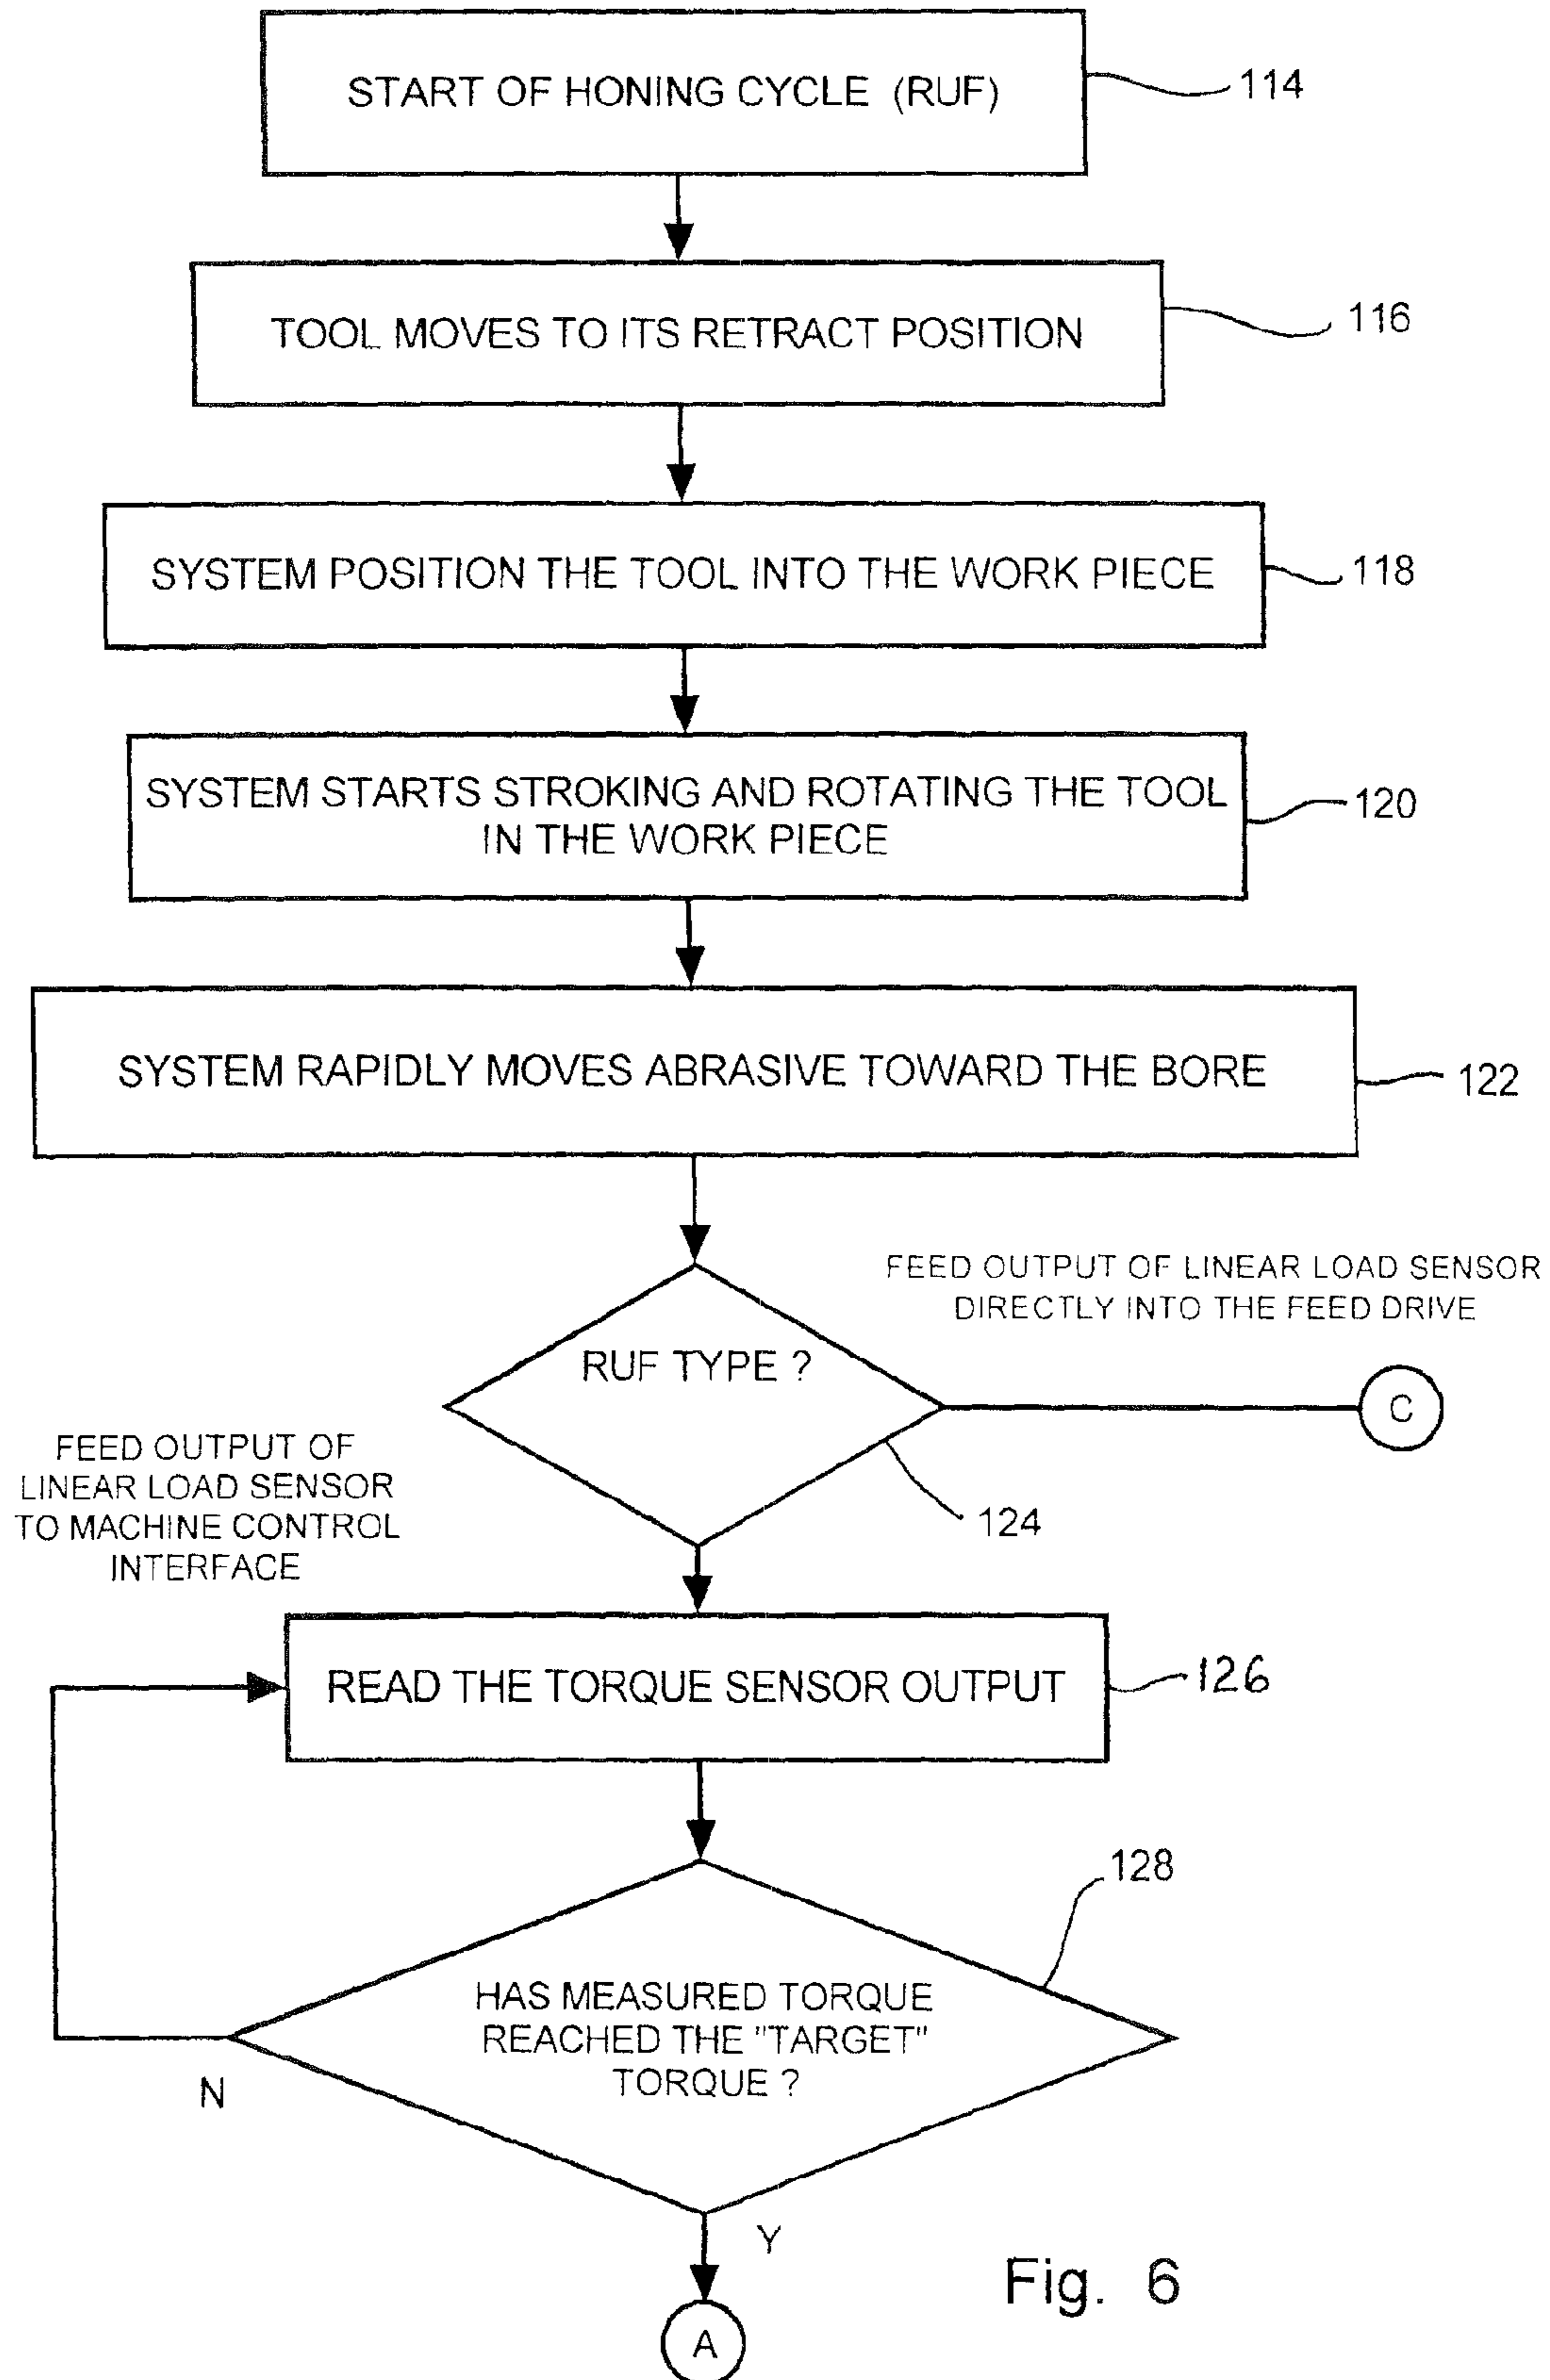 START OF HONING CYCLE (RUF)
114
TOOL MOVES TO ITS RETRACT POSITION
116
SYSTEM POSITION THE TOOL INTO THE WORK PIECE
118
SYSTEM STARTS STROKING AND ROTATING THE TOOL
IN THE WORK PIECE
120
SYSTEM RAPIDLY MOVES ABRASIVE TOWARD THE BORE
122
FEED OUTPUT OF LINEAR LOAD SENSOR
DIRECTLY INTO THE FEED DRIVE
RUF TYPE ?
C
124
FEED OUTPUT OF
LINEAR LOAD SENSOR
TO MACHINE CONTROL
INTERFACE
READ THE TORQUE SENSOR OUTPUT
126
128
HAS MEASURED TORQUE
REACHED THE "TARGET"
TORQUE ?
N
Y
A
Fig. 6